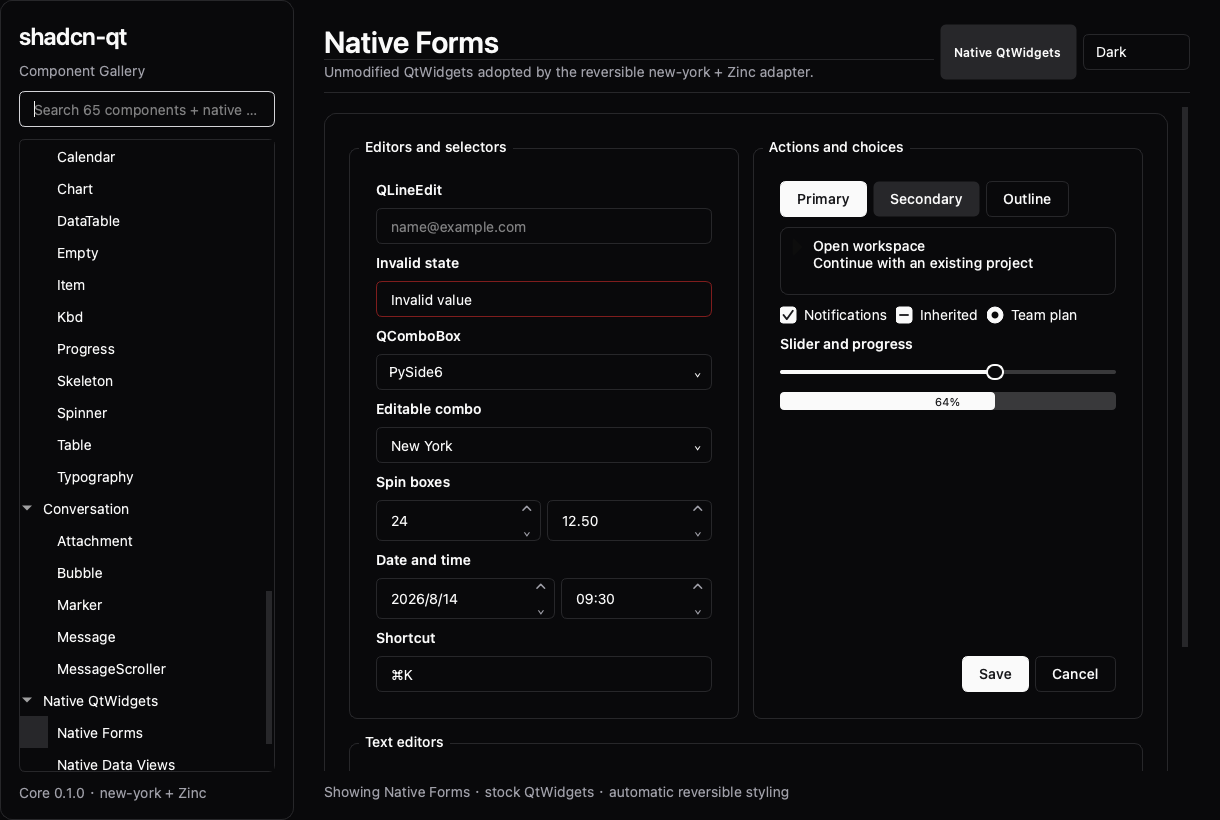 shadcn-qt
Component Gallery
Search 65 components + native ...
Calendar
Chart
DataTable
Empty
Item
Kbd
Progress
Skeleton
Spinner
Table
Typography
Conversation
Attachment
Bubble
Marker
Message
MessageScroller
Native QtWidgets
Native Forms
Native Data Views
Core 0.1.0 · new-york + Zinc
Native Forms
Unmodified QtWidgets adopted by the reversible new-york + Zinc adapter.
Native QtWidgets
Dark
Editors and selectors
QLineEdit
name@example.com
Invalid state
Invalid value
QComboBox
PySide6
Editable combo
New York
Spin boxes
24
12.50
Date and time
2026/8/14
09:30
Shortcut
⌘K
Actions and choices
Primary
Secondary
Outline
Open workspace
Continue with an existing project
Notifications
Inherited
Team plan
Slider and progress
64%
Save
Cancel
Text editors
Showing Native Forms · stock QtWidgets · automatic reversible styling